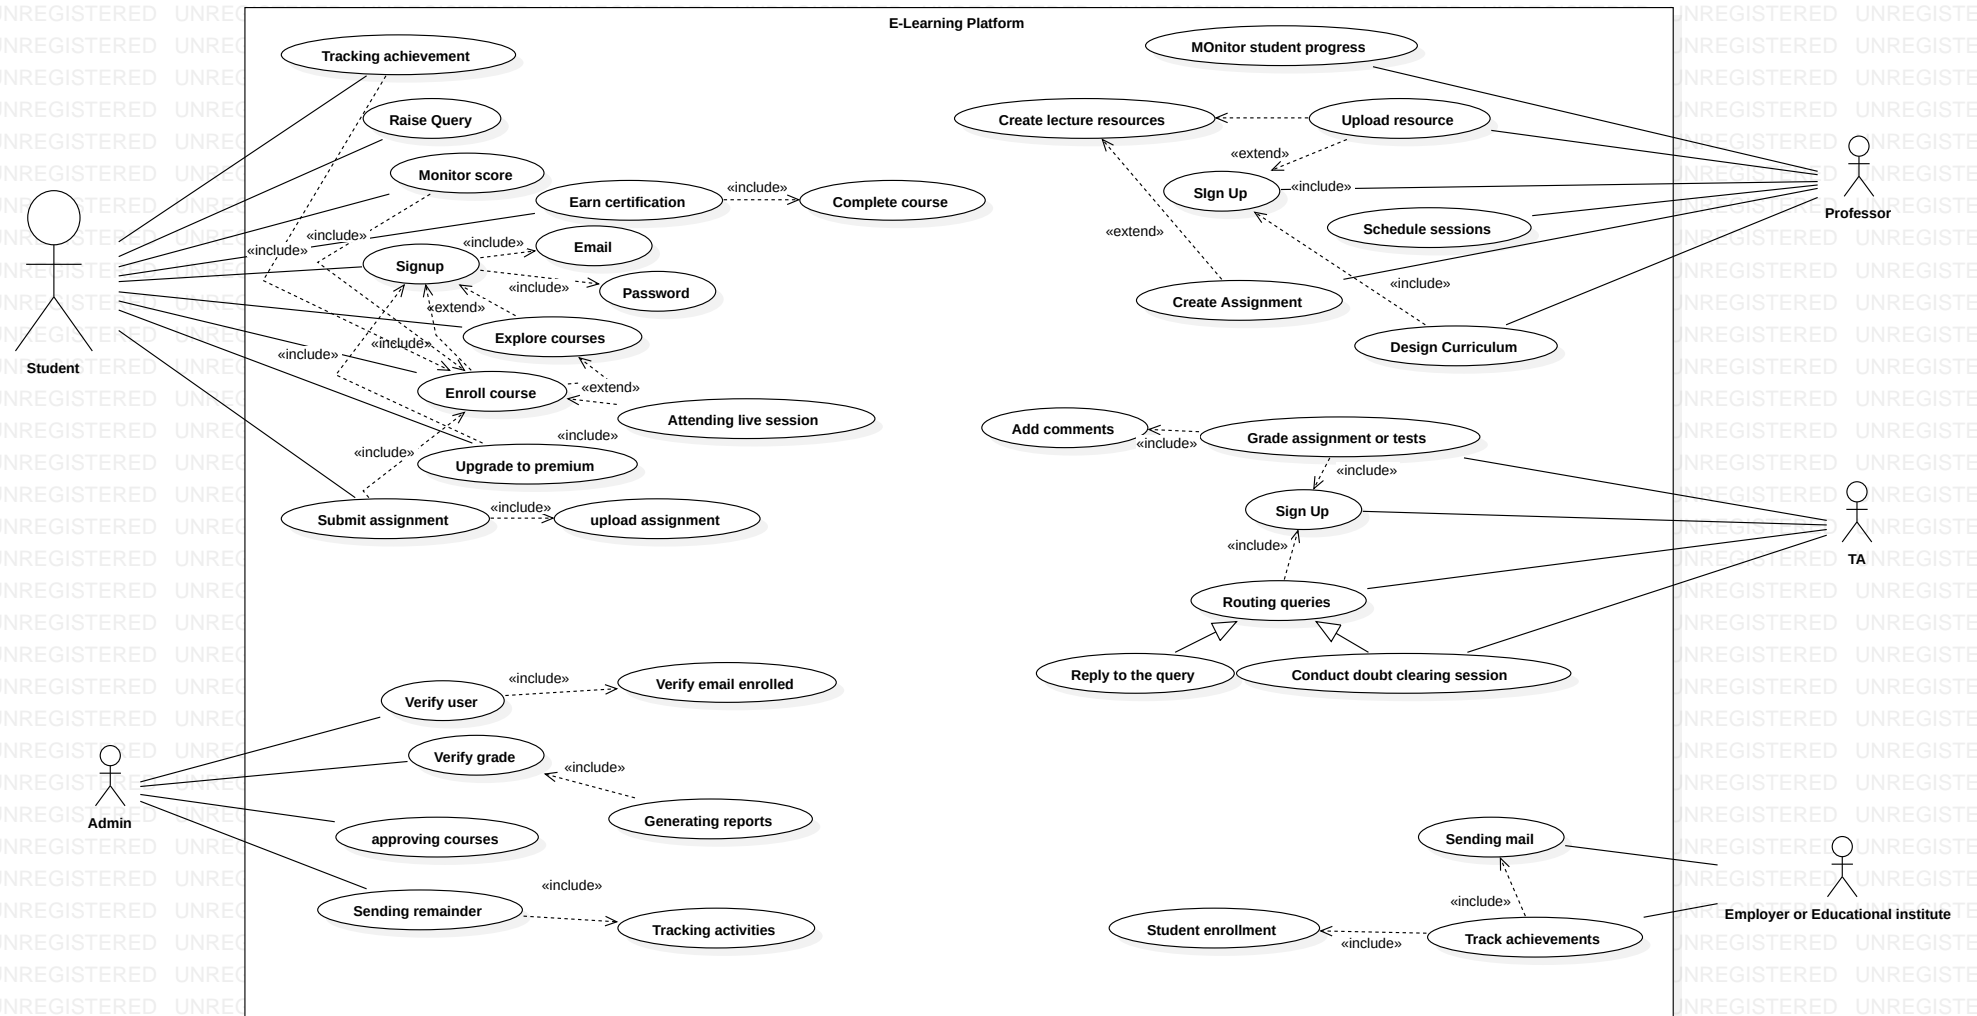 E-Learning Platform
Tracking achievement
Raise Query
Monitor score
Earn certification
«include»
Complete course
«include»
«include»
Signup
«include»
Email
«include»
Password
«extend»
Explore courses
«include»
«include»
Enroll course
«extend»
Attending live session
«include»
«include»
Upgrade to premium
Submit assignment
«include»
upload assignment
Student
MOnitor student progress
Create lecture resources
Upload resource
«extend»
SIgn Up
«include»
Schedule sessions
«extend»
Create Assignment
«include»
Design Curriculum
Professor
Add comments
«include»
Grade assignment or tests
«include»
Sign Up
«include»
Routing queries
Reply to the query
Conduct doubt clearing session
TA
Verify user
«include»
Verify email enrolled
Verify grade
«include»
Generating reports
approving courses
Sending remainder
«include»
Tracking activities
Admin
Sending mail
«include»
Student enrollment
«include»
Track achievements
Employer or Educational institute
UNREGISTERED